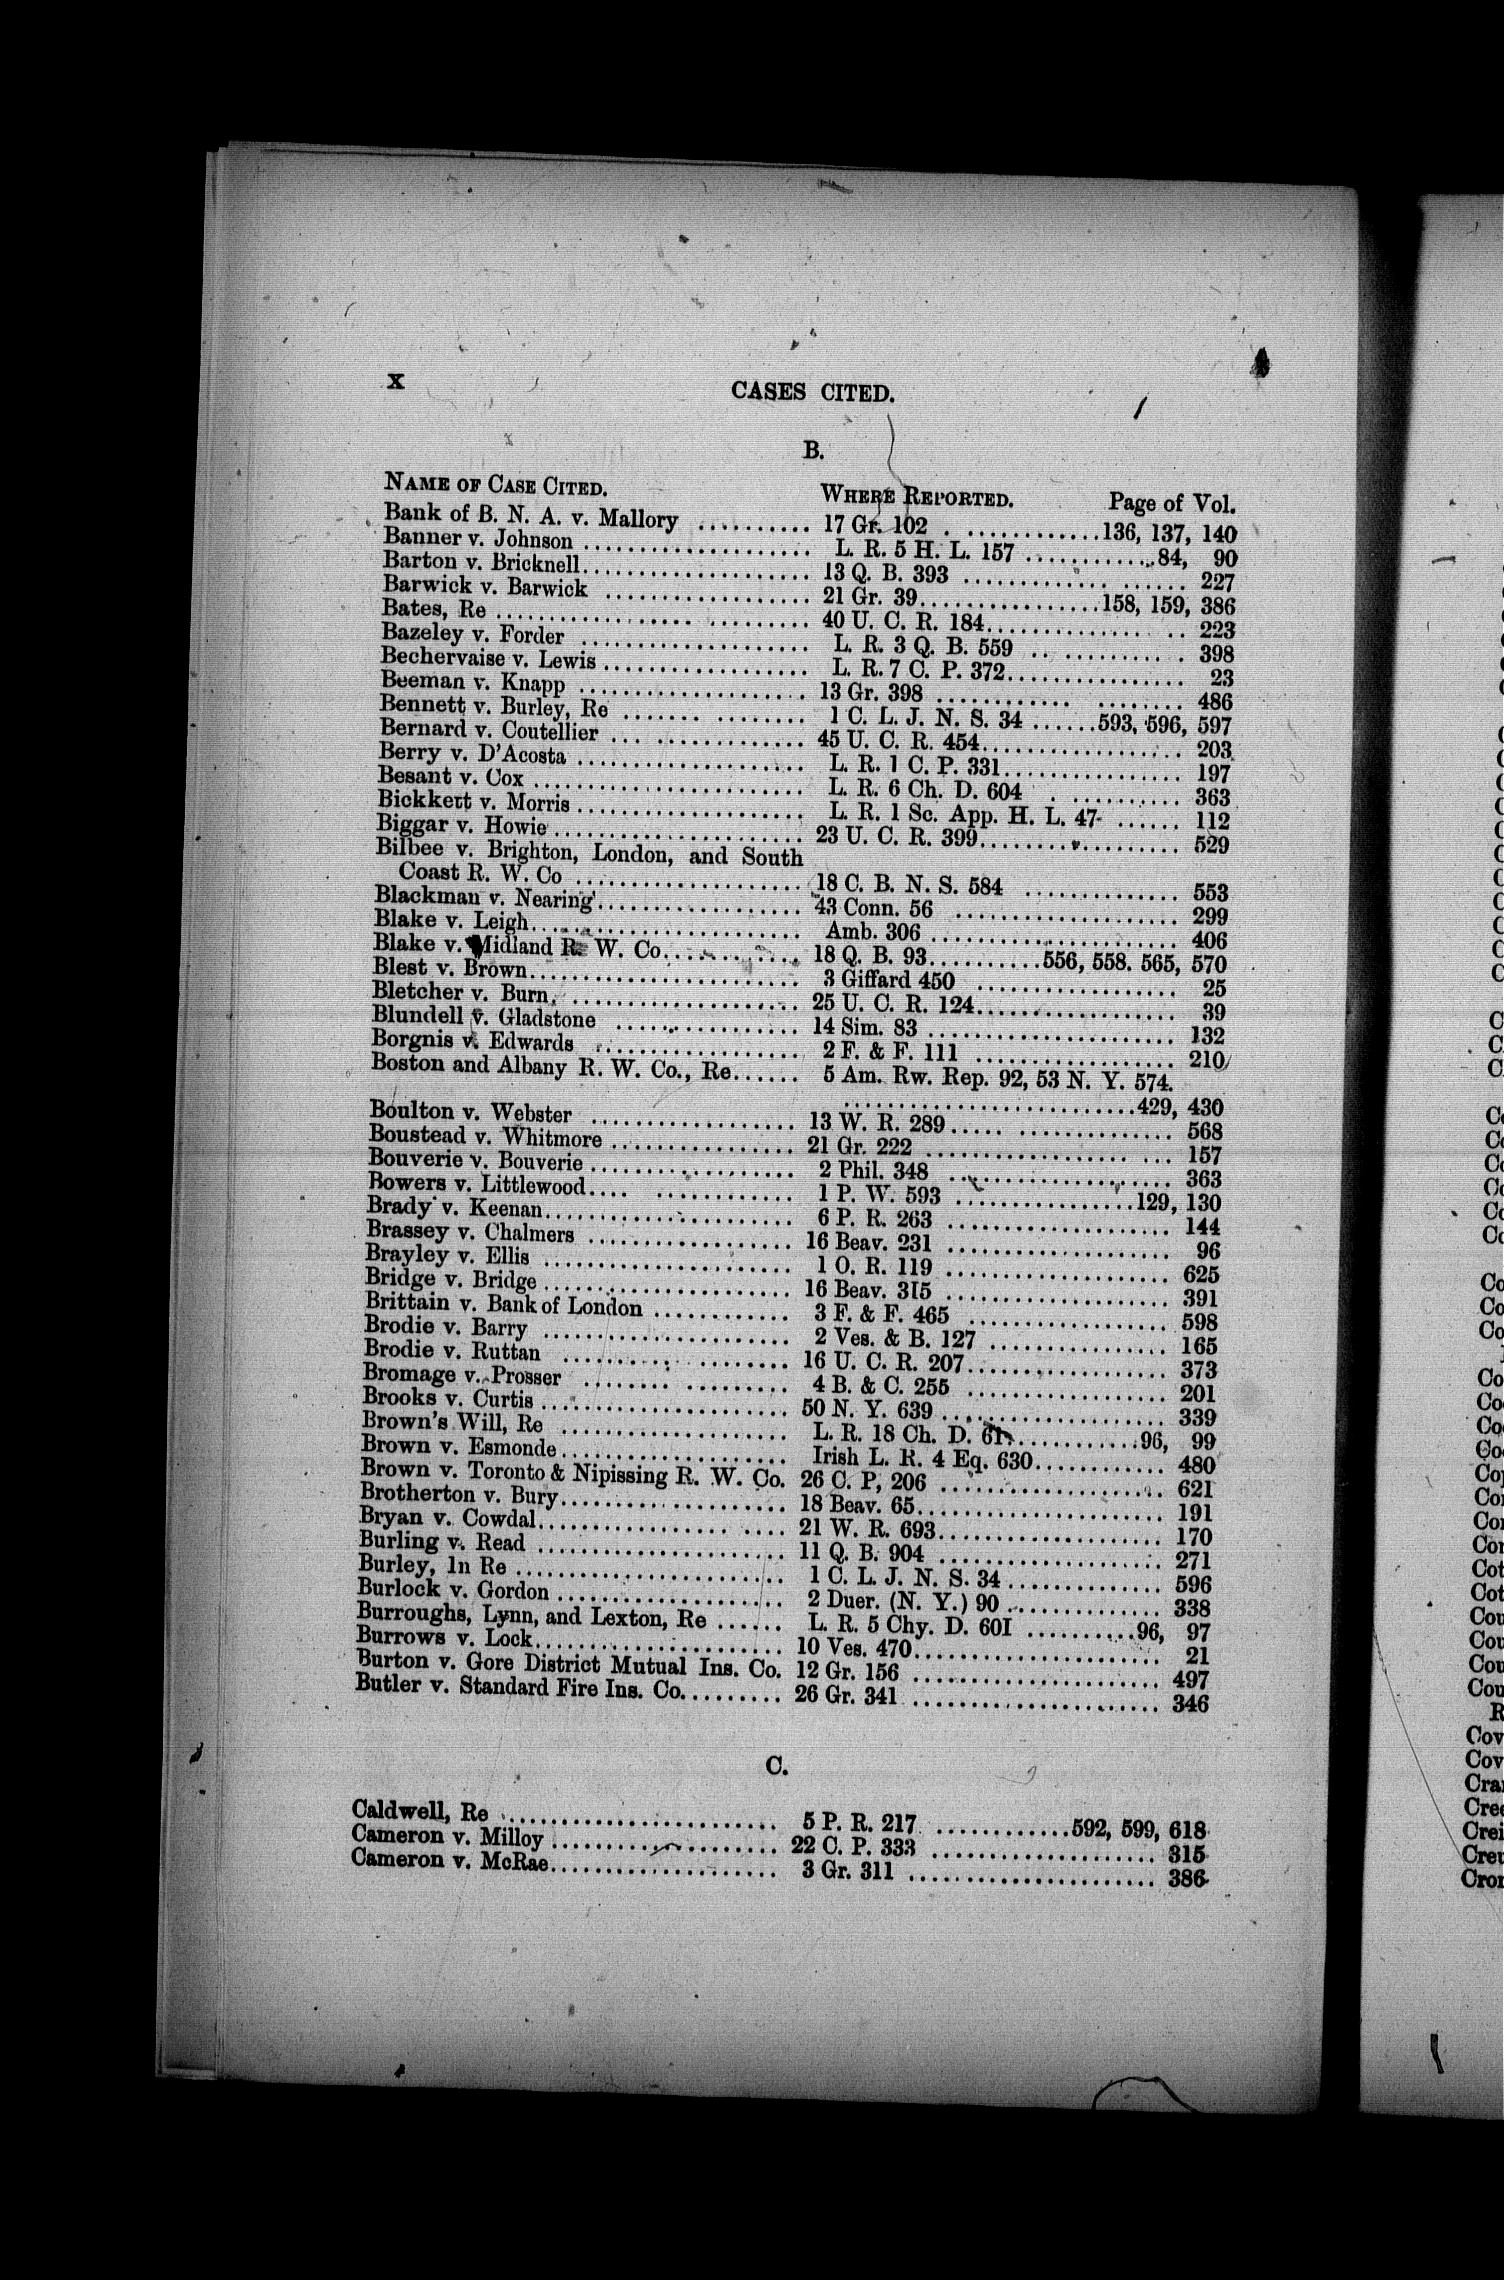 x
CASES CITED.
B.
NAME OF CASE CITED. WHERE REPORTED. Page of Vol.
Bank of B. N. A. v. Mallory .......... 17 Gr. 102 . ............136, 137, 140
Banner v. Johnson .................... L. R. 5 H. L. 157 ............84, 90
Barton v. Bricknell.................... 13 Q. B. 393 ............. ...... 227
Barwick v. Barwick .................. 21 Gr. 39................158, 159, 386
Bates, Re .................. ......... 40 U. C. R. 184................ .. 223
Bazeley v. Forder .................... L. R. 3 Q. B. 559 .. ........... 398
Bechervaise v. Lewis .................. L. R. 7 C. P. 372................ 23
Beeman v. Knapp .................... 13 Gr. 398 ............ ........ 486
Bennett v. Burley, Re ....... ........ 1 C. L. J. N. S. 34 ......593, 596, 597
Bernard v. Coutellier ... ............. 45 U. C. R. 454.................. 203
Berry v. D'Acosta .................... L. R. 1 C. P. 331................ 197
Besant v. Cox ........................ L. R. 6 Ch. D. 604 . .......... 363
Bickkett v. Morris .................... L. R. 1 Sc. App. H. L. 47 ...... 112
Biggar v. Howie ...................... 23 U. C. R. 399.................. 529
Bilbee v. Brighton, London, and South
Coast R. W. Co .................... 18 C. B. N. S. 584 .............. 553
Blackman v. Nearing.................. 43 Conn. 56 .................... 299
Blake v. Leigh........................ Amb. 306 ...................... 406
Blake v. Midland R. W. Co............ 18 Q. B. 93..........556, 558. 565, 570
Blest v. Brown........................ 3 Giffard 450 .................. 25
Bletcher v. Burn. .................... 25 U. C. R. 124.................. 39
Blundell v. Gladstone ................ 14 Sim. 83 ...................... 132
Borgnis v. Edwards .................. 2 F. & F. 111 .................. 210
Boston and Albany R. W. Co., Re...... 5 Am. Rw. Rep. 92, 53 N. Y. 574.
..........................429, 430
Boulton v. Webster .................. 13 W. R. 289..... .............. 568
Boustead v. Whitmore ................ 21 Gr. 222 .................. ... 157
Bouverie v. Bouverie .................. 2 Phil. 348 .................... 363
Bowers v. Littlewood.... ............ 1 P. W. 593 ................129, 130
Brady v. Keenan...................... 6 P. R. 263 .................... 144
Brassey v. Chalmers .................. 16 Beav. 231 .................... 96
Brayley v. Ellis ...................... 1 O. R. 119 .................... 625
Bridge v. Bridge ...................... 16 Beav. 315 .................... 391
Brittain v. Bank of London ............ 3 F. & F. 465 .................. 598
Brodie v. Barry ...................... 2 Ves. & B. 127 ................ 165
Brodie v. Ruttan .......... ......... 16 U. C. R. 207.................. 373
Bromage v. Prosser ........ ......... 4 B. & C. 255 .................. 201
Brooks v. Curtis ...................... 50 N. Y. 639 .................... 339
Brown's Will, Re .................... L. R. 18 Ch. D. 61............96, 99
Brown v. Esmonde .................... Irish L. R. 4 Eq. 630............ 480
Brown v. Toronto & Nipissing R. W. Co. 26 C. P, 206 .................... 621
Brotherton v. Bury.................... 18 Beav. 65...................... 191
Bryan v. Cowdal................ .... 21 W. R. 693.................... 170
Burling v. Read ...................... 11 Q. B. 904 .................... 271
Burley, In Re ........................ 1 C. L. J. N. S. 34 .............. 596
Burlock v. Gordon .................... 2 Duer. (N. Y.) 90 .............. 338
Burroughs, Lynn, and Lexton, Re ...... L. R. 5 Chy. D. 601 ..........96, 97
Burrows v. Lock...................... 10 Ves. 470...................... 21
Burton v. Gore District Mutual Ins. Co. 12 Gr. 156 ...................... 497
Butler v. Standard Fire Ins. Co......... 26 Gr. 341 ...................... 346
C.
Caldwell, Re ........................ 5 P. R. 217 ............592, 599, 618
Cameron v. Milloy .................... 22 C. P. 333 .................... 315
Cameron v. McRae.................... 3 Gr. 311 ...................... 386